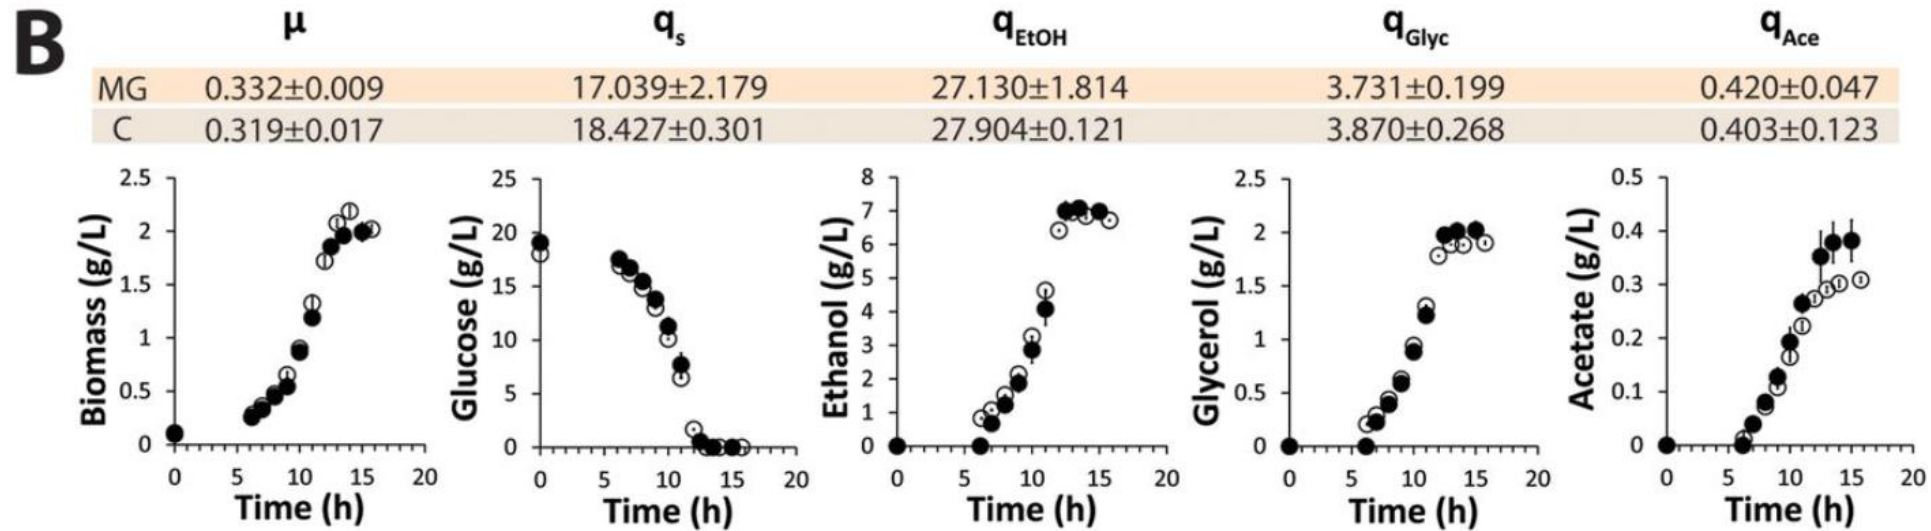 B
μ qs qEtOH qGlyc qAce
MG 0.332±0.009 17.039±2.179 27.130±1.814 3.731±0.199 0.420±0.047
C 0.319±0.017 18.427±0.301 27.904±0.121 3.870±0.268 0.403±0.123
Biomass (g/L)
2.5
2
1.5
1
0.5
0
0 5 10 15 20
Time (h)
Glucose (g/L)
25
20
15
10
5
0
0 5 10 15 20
Time (h)
Ethanol (g/L)
8
7
6
5
4
3
2
1
0
0 5 10 15 20
Time (h)
Glycerol (g/L)
2.5
2
1.5
1
0.5
0
0 5 10 15 20
Time (h)
Acetate (g/L)
0.5
0.4
0.3
0.2
0.1
0
0 5 10 15 20
Time (h)